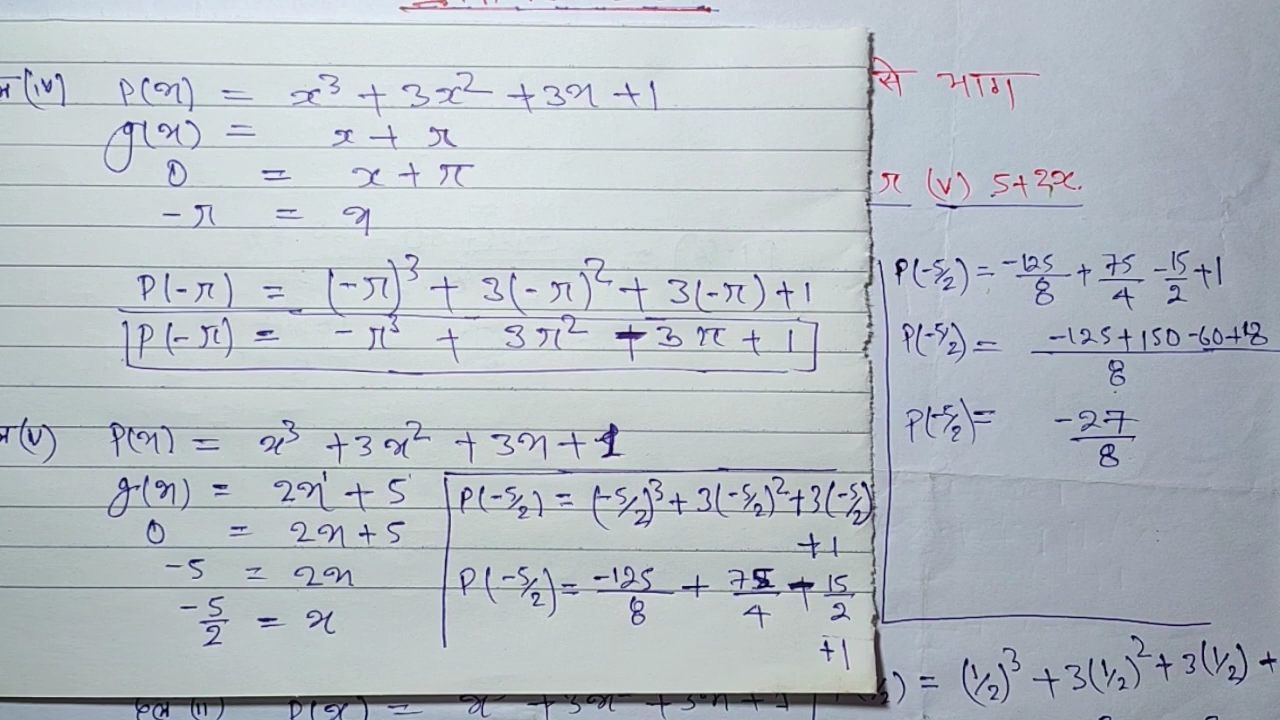 (iv) P(x) = x³ + 3x² + 3x + 1
g(x) = x + π
0 = x + π
-π = x
P(-π) = (-π)³ + 3(-π)² + 3(-π) + 1
P(-π) = -π³ + 3π² - 3π + 1
(v) P(x) = x³ + 3x² + 3x + 1
g(x) = 2x + 5
0 = 2x + 5
-5 = 2x
-5/2 = x
P(-5/2) = (-5/2)³ + 3(-5/2)² + 3(-5/2)
+1
P(-5/2) = -125/8 + 75/4 - 15/2
+1
से भाग
π (v) 5+2x.
P(-5/2) = -125/8 + 75/4 - 15/2 + 1
P(-5/2) = -125+150-60+8/8
P(-5/2) = -27/8
= (1/2)³ + 3(1/2)² + 3(1/2) +
(ii) P(x) =